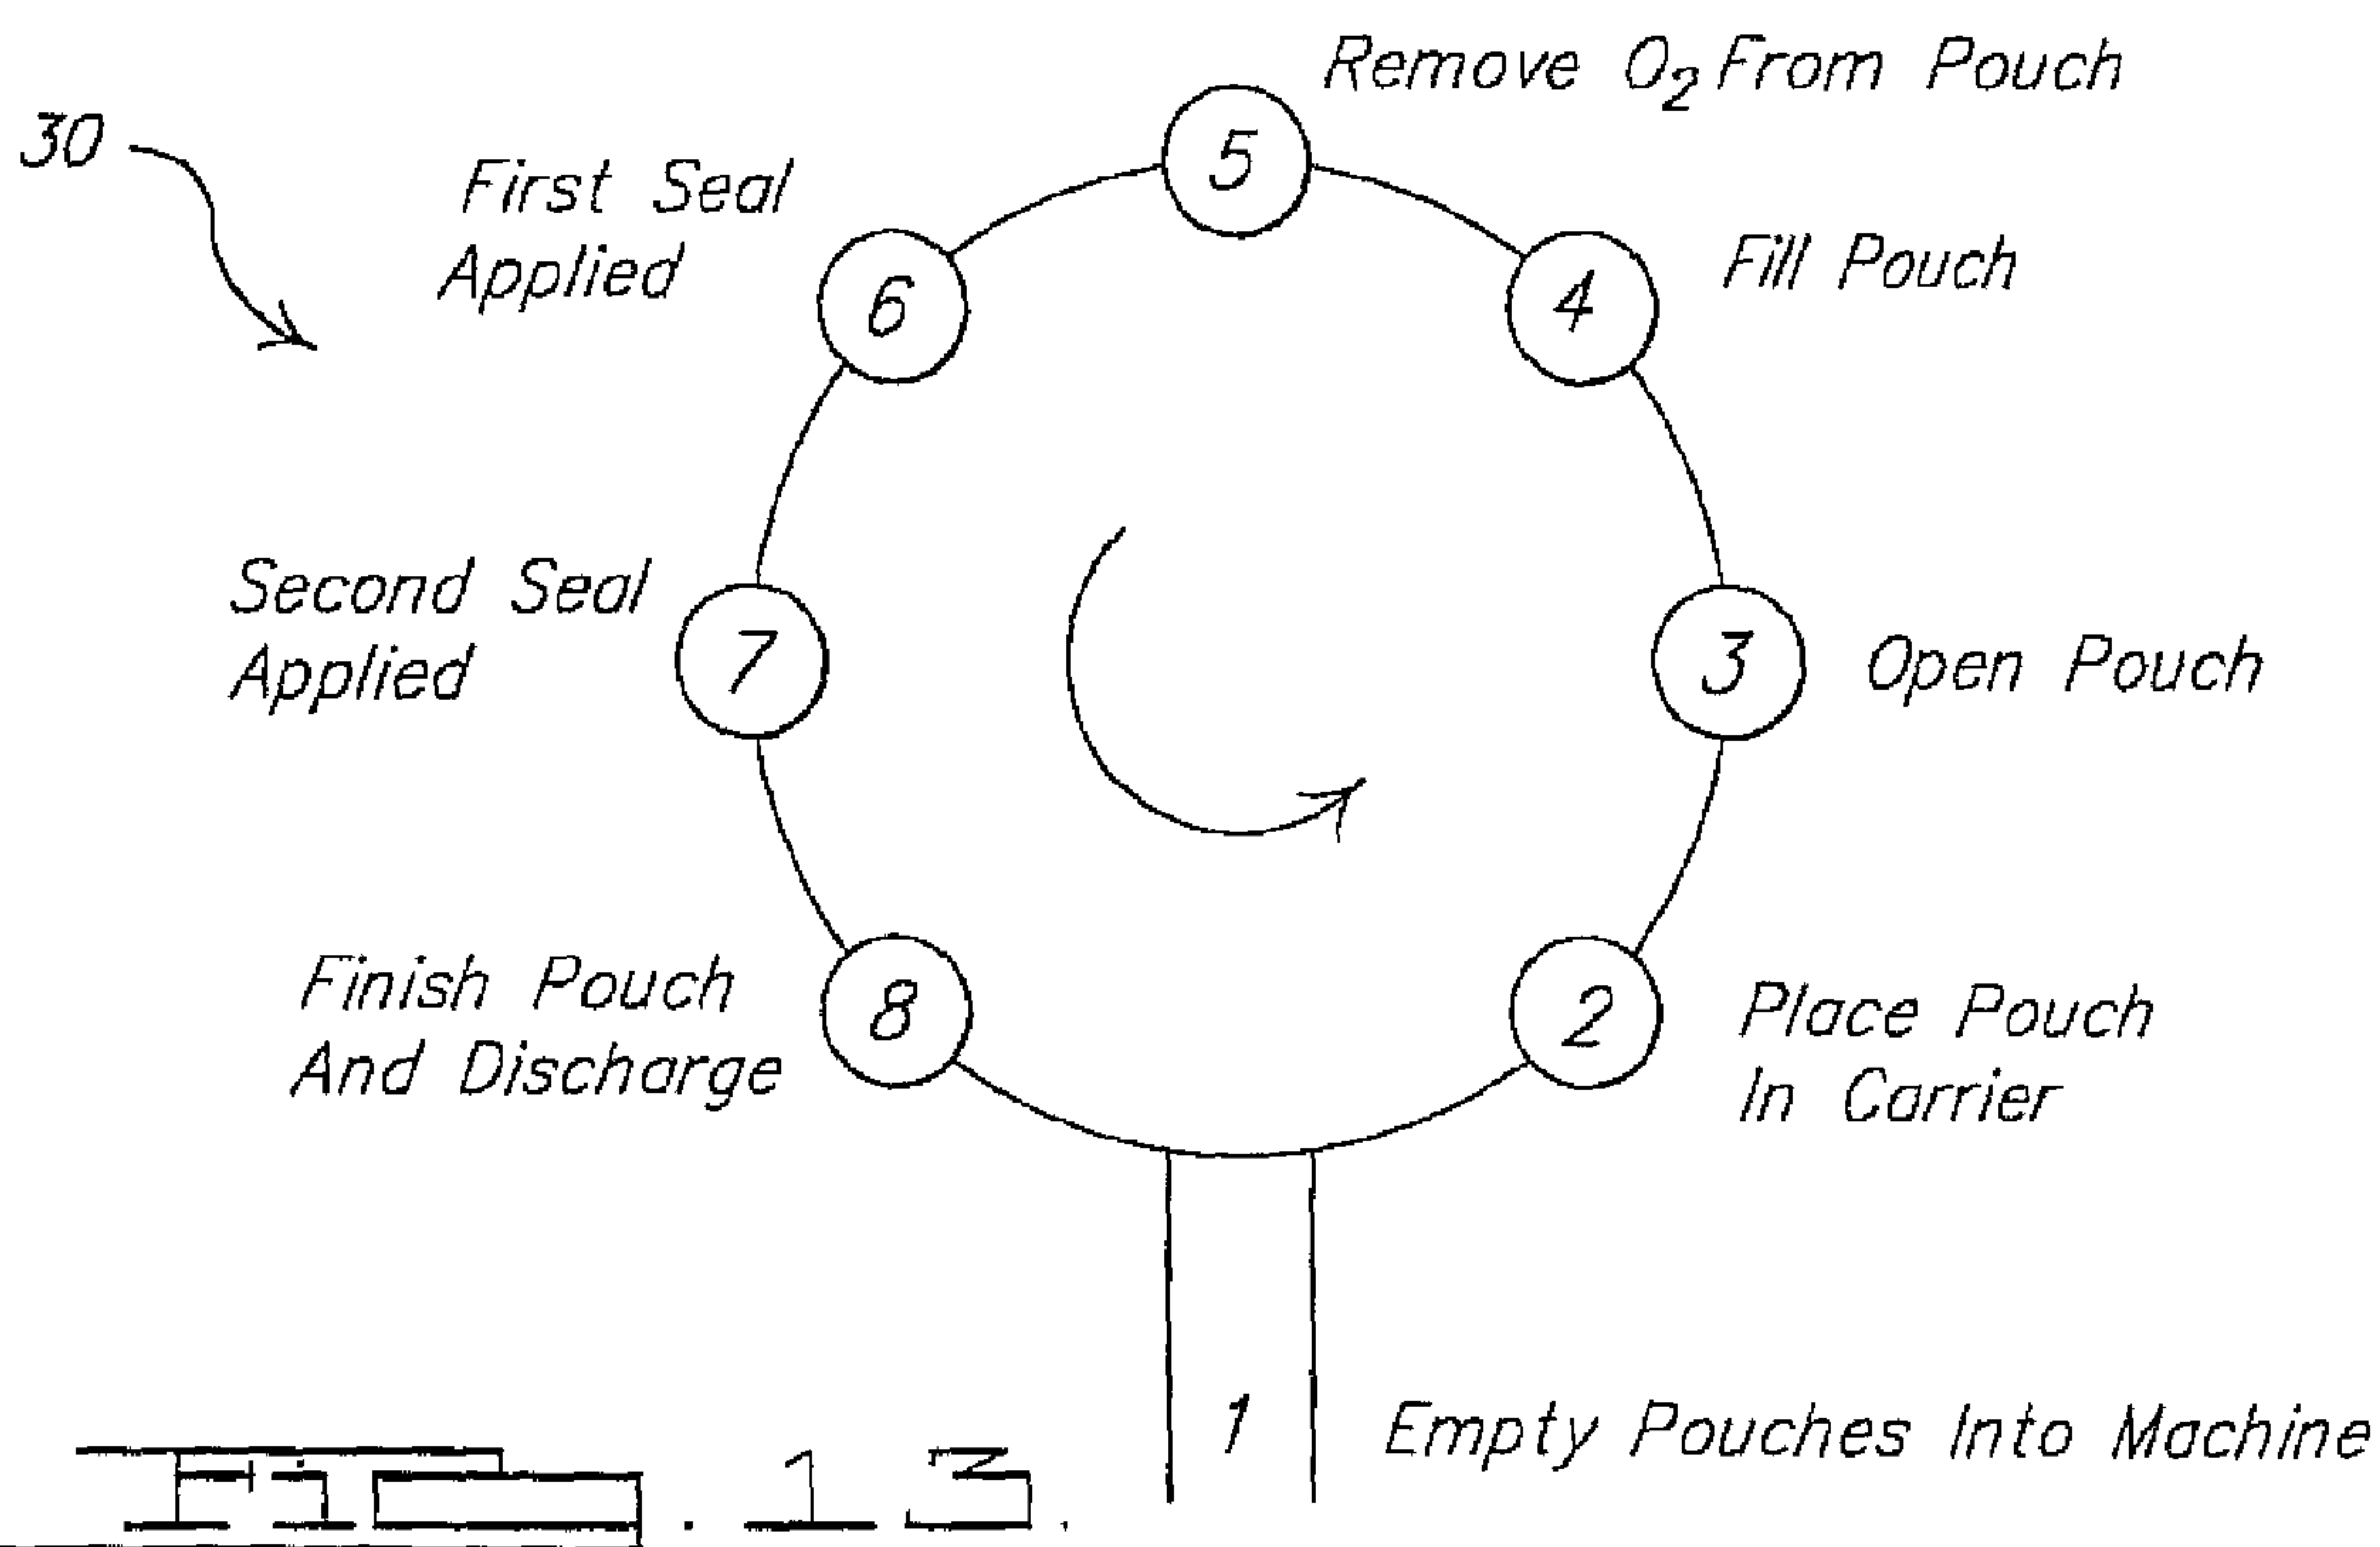 Remove O₂ From Pouch
5
30
First Seal
Applied
6
4
Fill Pouch
Second Seal
Applied
7
3
Open Pouch
Finish Pouch
And Discharge
8
2
Place Pouch
In Carrier
1
Empty Pouches Into Machine
FIG. 13.